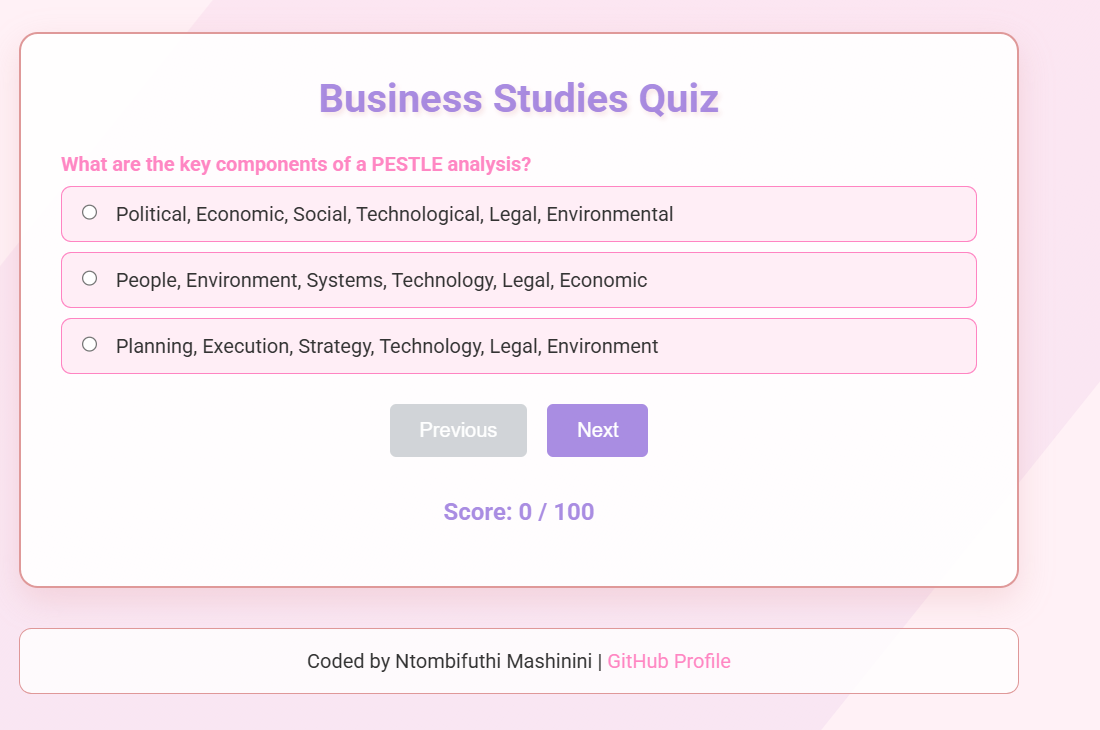 Business Studies Quiz
What are the key components of a PESTLE analysis?
Political, Economic, Social, Technological, Legal, Environmental
People, Environment, Systems, Technology, Legal, Economic
Planning, Execution, Strategy, Technology, Legal, Environment
Previous Next
Score: 0 / 100
Coded by Ntombifuthi Mashinini | GitHub Profile